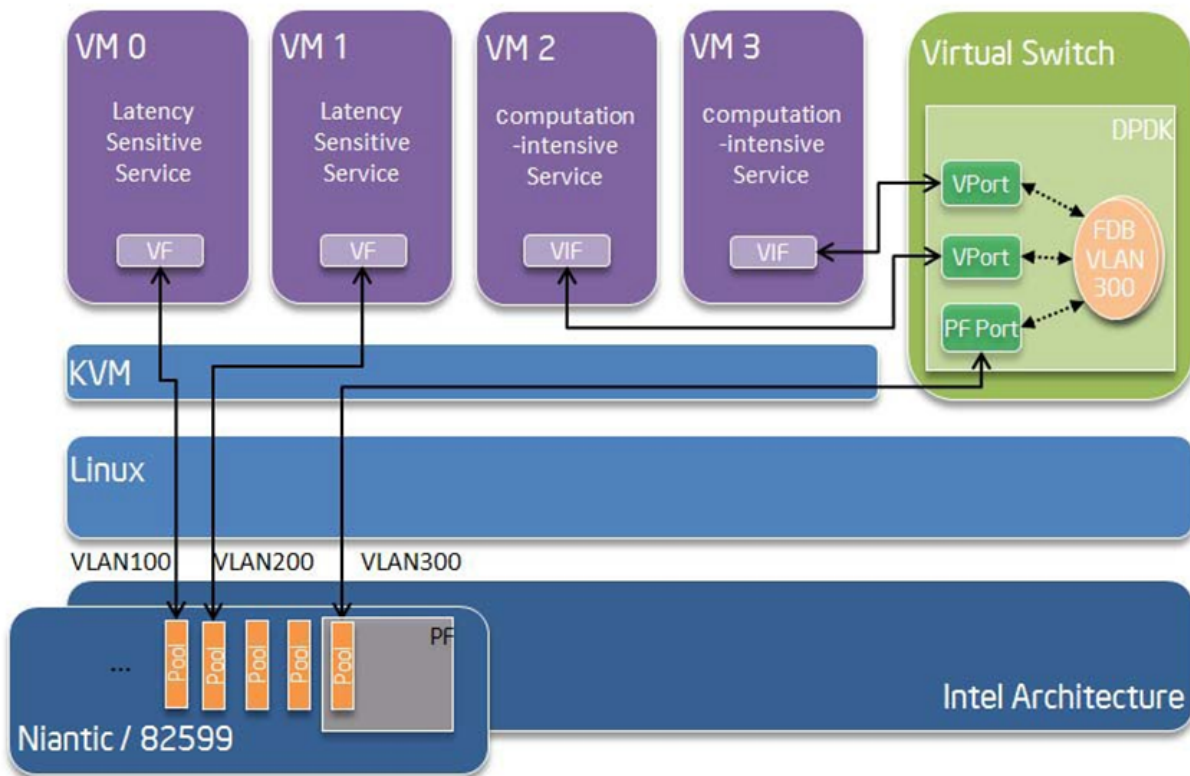 VM 0
Latency
Sensitive
Service
VF
VM 1
Latency
Sensitive
Service
VF
VM 2
computation
-intensive
Service
VIF
VM 3
computation
-intensive
Service
VIF
Virtual Switch
DPDK
VPort
VPort
PF Port
FDB
VLAN
300
KVM
Linux
VLAN100
VLAN200
VLAN300
...
Pool
Pool
Pool
Pool
Pool
PF
Niantic / 82599
Intel Architecture